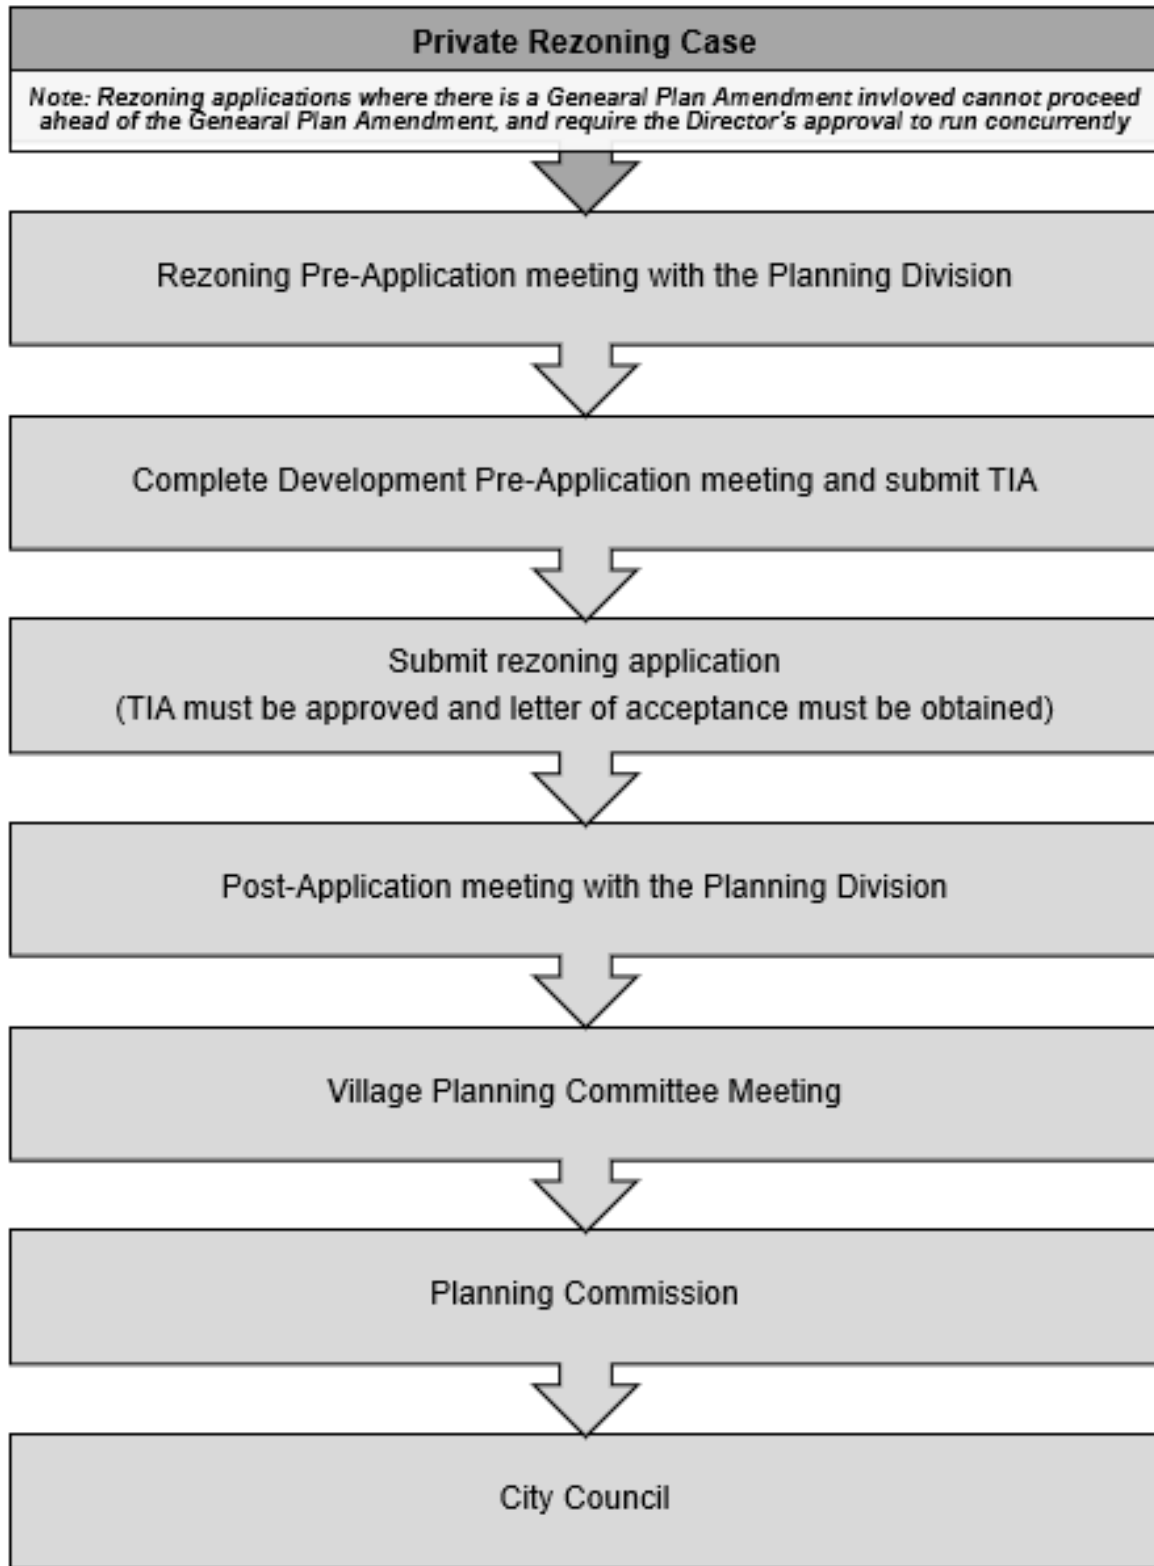 Private Rezoning Case
Note: Rezoning applications where there is a Genearal Plan Amendment invloved cannot proceed
ahead of the Genearal Plan Amendment, and require the Director's approval to run concurrently
Rezoning Pre-Application meeting with the Planning Division
Complete Development Pre-Application meeting and submit TIA
Submit rezoning application
(TIA must be approved and letter of acceptance must be obtained)
Post-Application meeting with the Planning Division
Village Planning Committee Meeting
Planning Commission
City Council